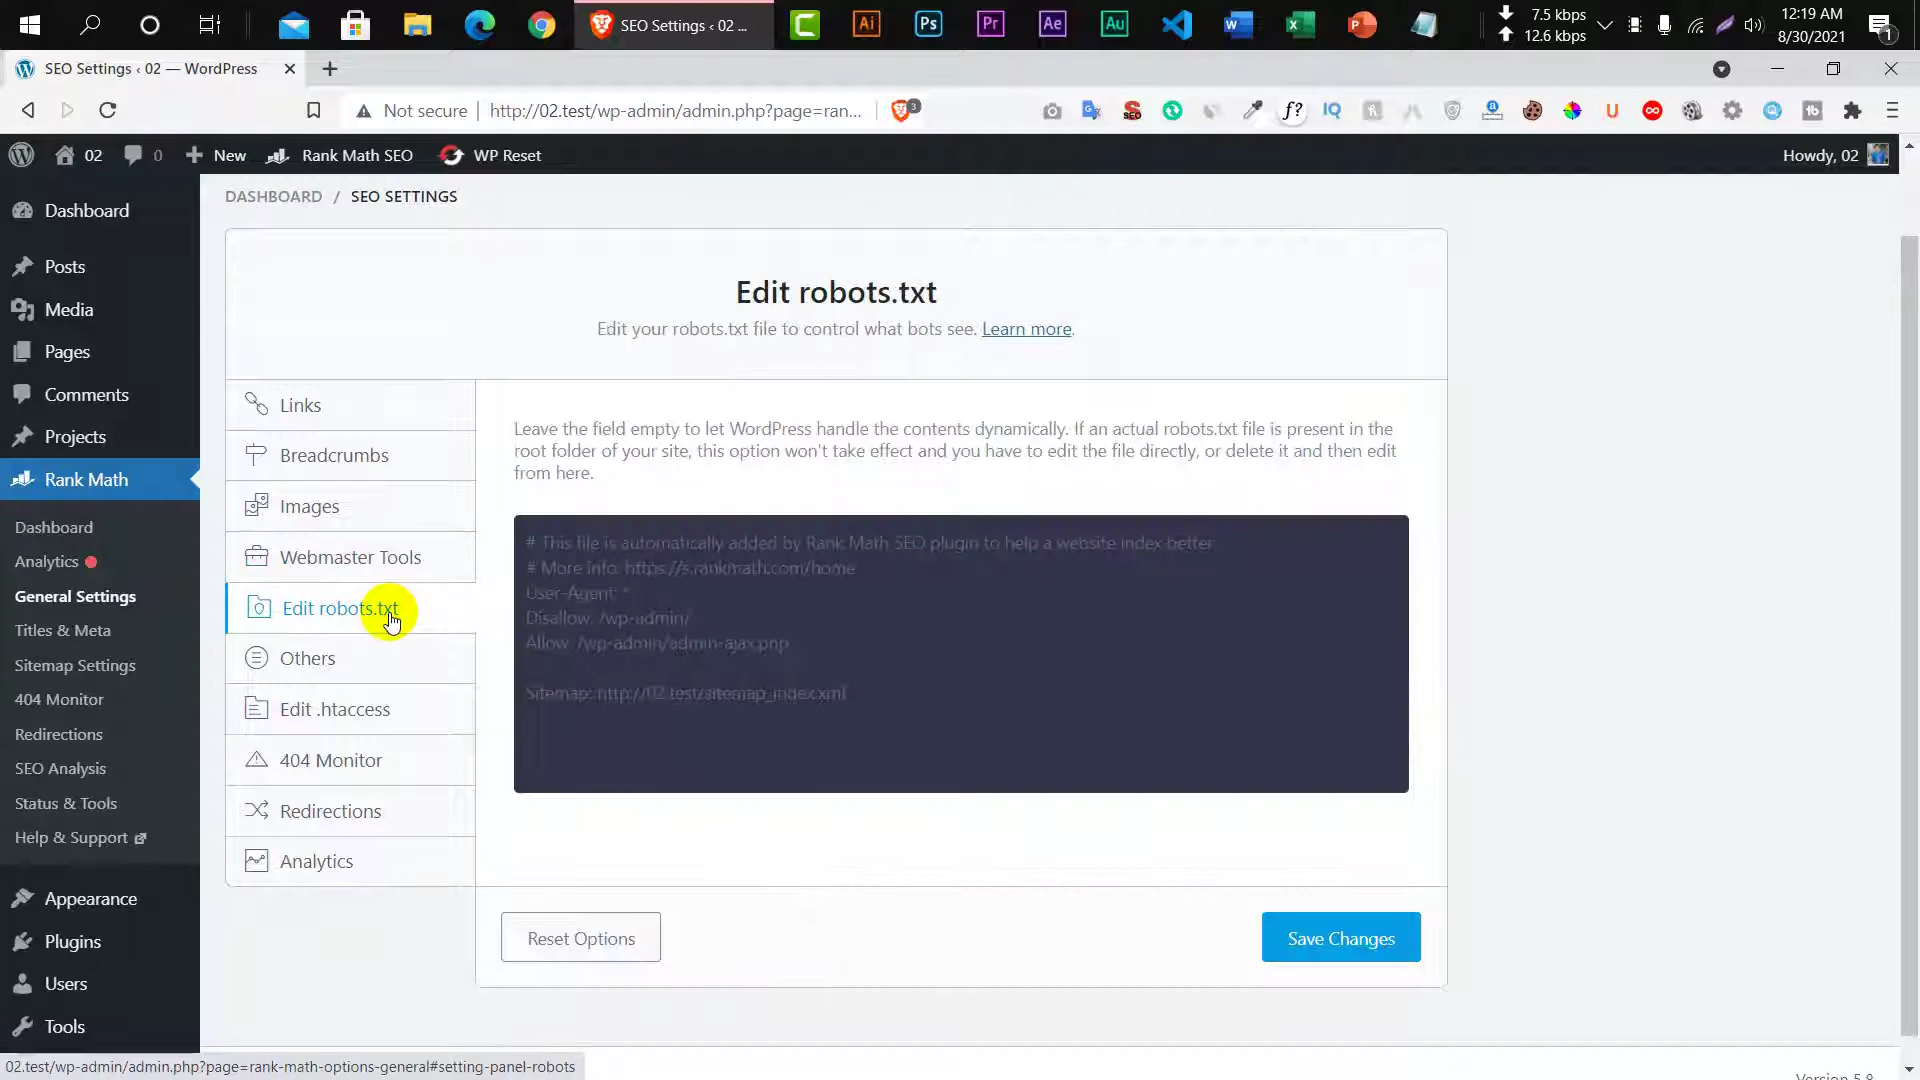 SEO Settings ‹ 02 ...
7.5 kbps
12.6 kbps
12:19 AM
8/30/2021
1
SEO Settings ‹ 02 — WordPress
Not secure
http://02.test/wp-admin/admin.php?page=ran...
3
02
0
New
Rank Math SEO
WP Reset
Howdy, 02
Dashboard
Posts
Media
Pages
Comments
Projects
Rank Math
Dashboard
Analytics
General Settings
Titles & Meta
Sitemap Settings
404 Monitor
Redirections
SEO Analysis
Status & Tools
Help & Support
Appearance
Plugins
Users
Tools
DASHBOARD / SEO SETTINGS
Edit robots.txt
Edit your robots.txt file to control what bots see. Learn more.
Links
Breadcrumbs
Images
Webmaster Tools
Edit robots.txt
Others
Edit .htaccess
404 Monitor
Redirections
Analytics
Leave the field empty to let WordPress handle the contents dynamically. If an actual robots.txt file is present in the
root folder of your site, this option won't take effect and you have to edit the file directly, or delete it and then edit
from here.
# This file is automatically added by Rank Math SEO plugin to help a website index better
# More info: https://s.rankmath.com/home
User-Agent: *
Disallow: /wp-admin/
Allow: /wp-admin/admin-ajax.php
Sitemap: http://02.test/sitemap_index.xml
Reset Options
Save Changes
02.test/wp-admin/admin.php?page=rank-math-options-general#setting-panel-robots